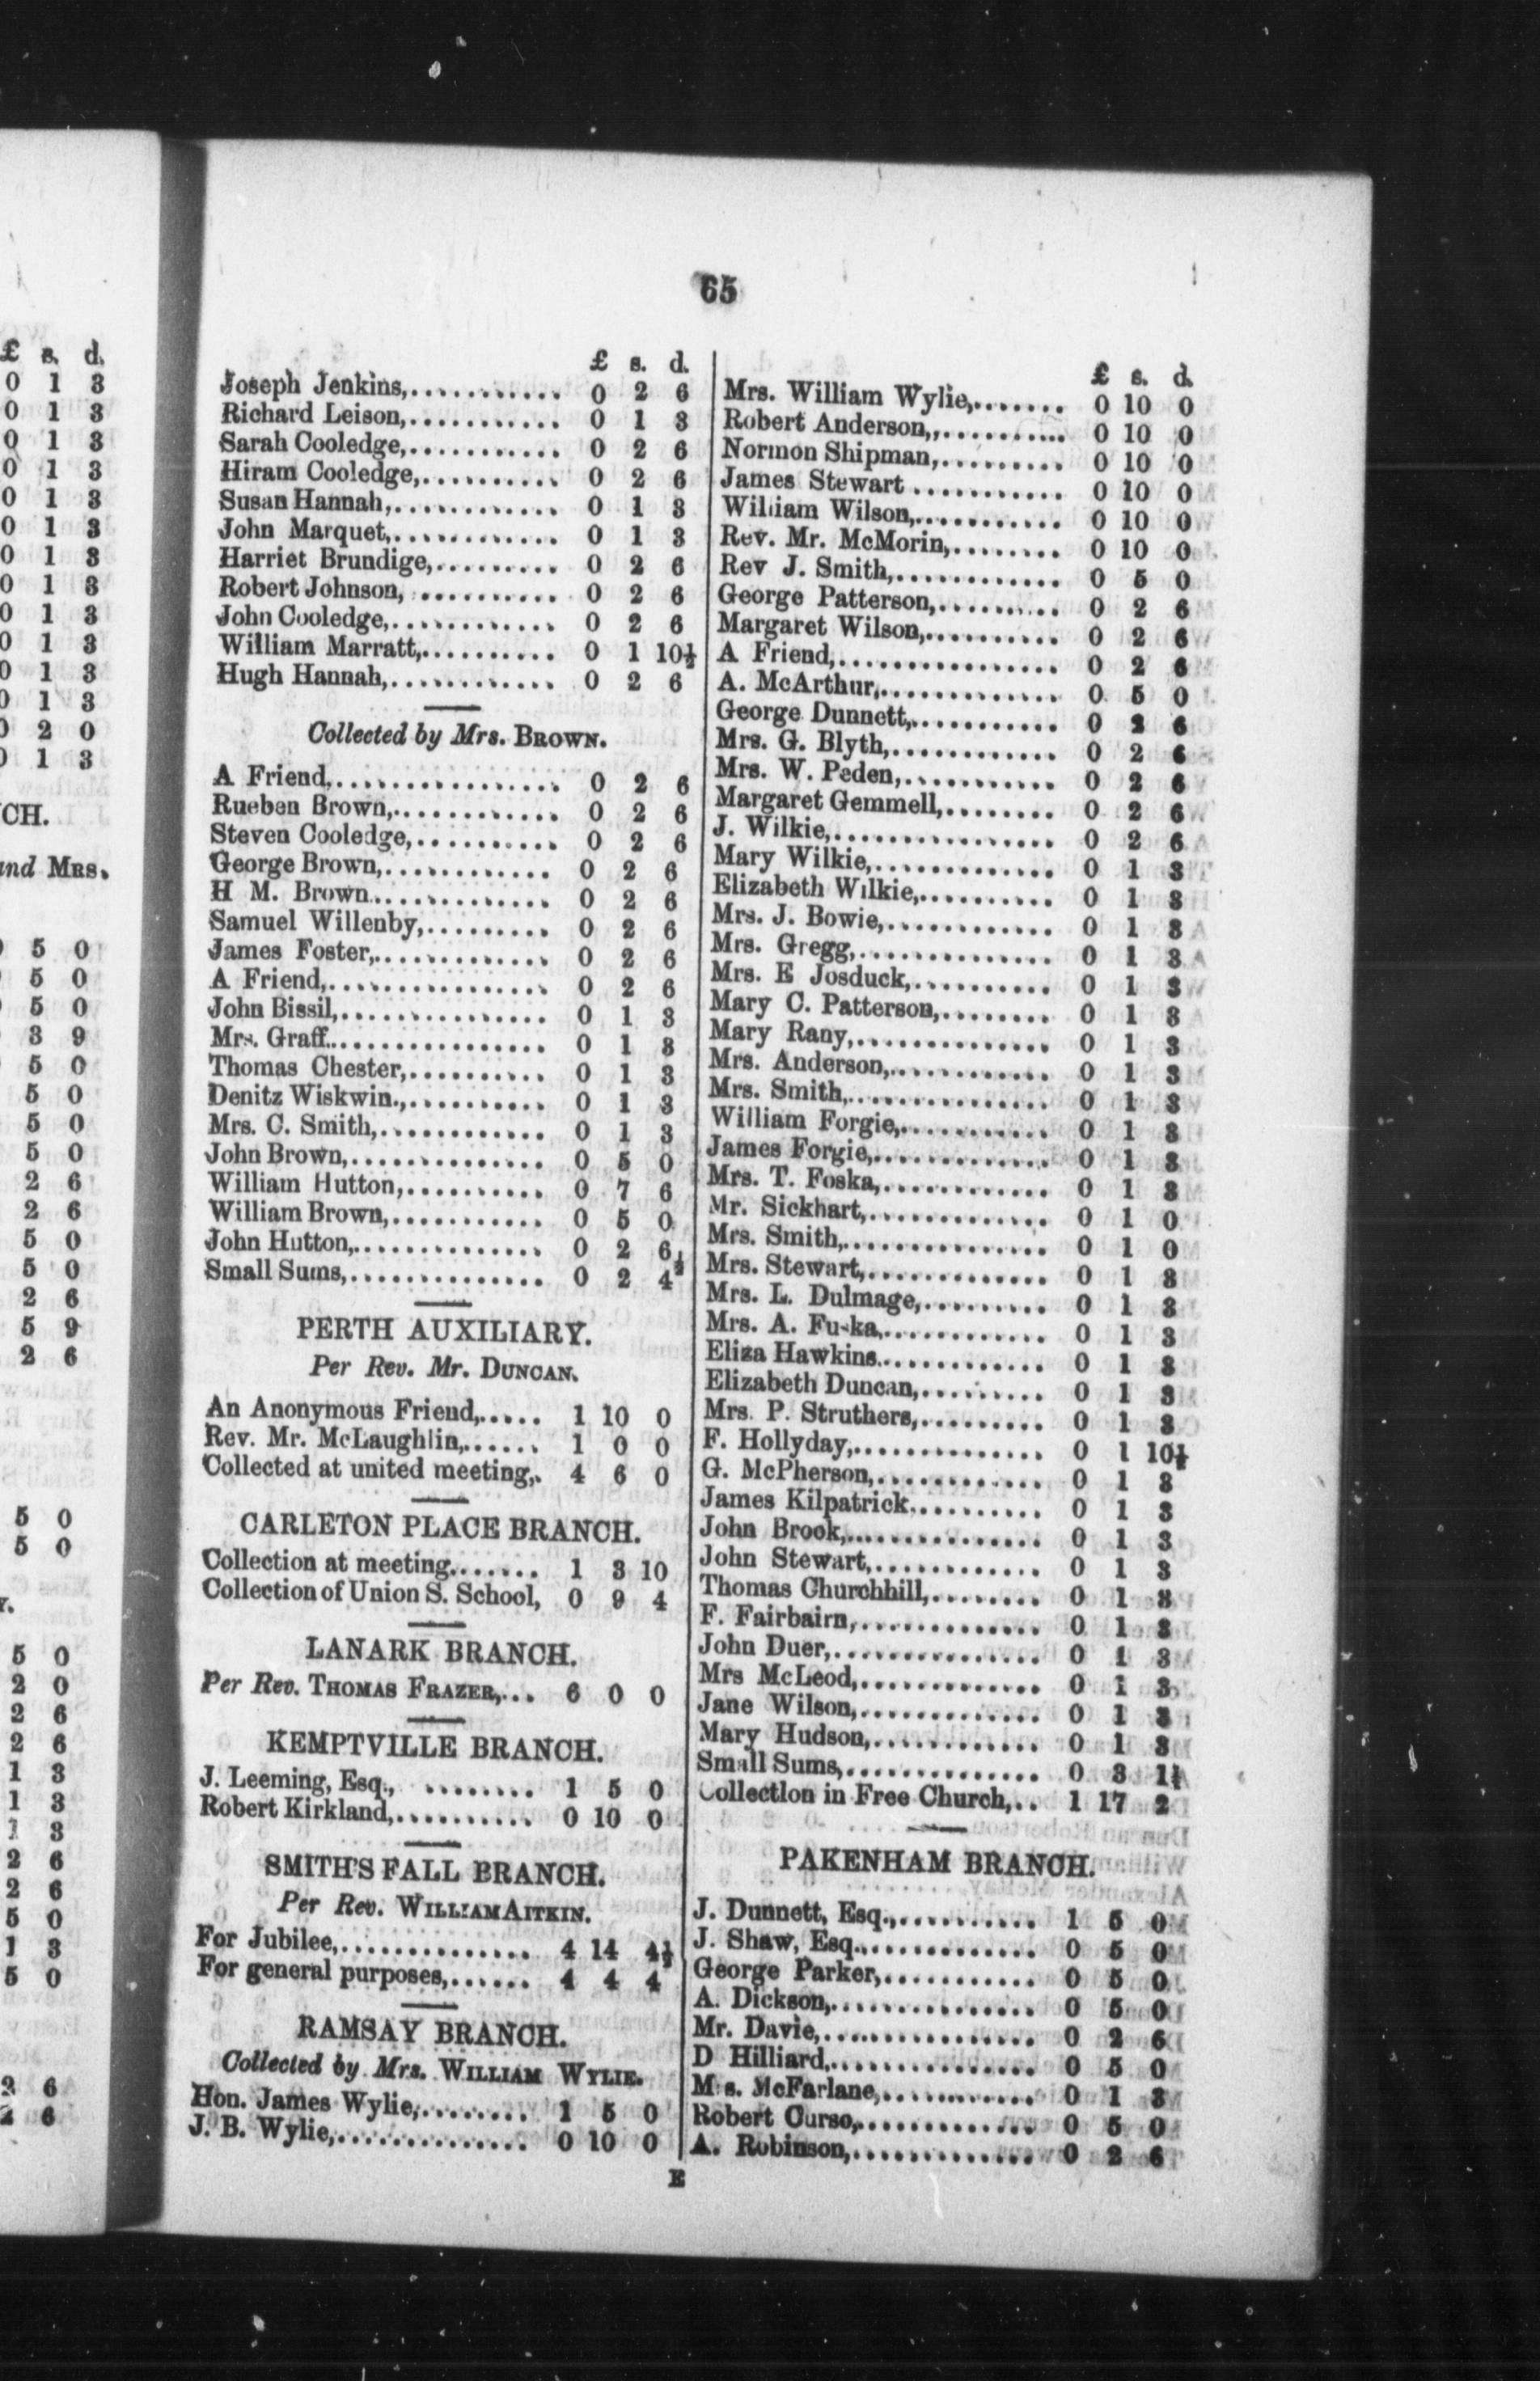 65
£ s. d.
Joseph Jenkins,............ 0 2 6
Richard Leison,........... 0 1 3
Sarah Cooledge,........... 0 2 6
Hiram Cooledge,.......... 0 2 6
Susan Hannah,............ 0 1 3
John Marquet,............ 0 1 3
Harriet Brundige,......... 0 2 6
Robert Johnson, .......... 0 2 6
John Cooledge,............ 0 2 6
William Marratt,.......... 0 1 10½
Hugh Hannah,............ 0 2 6
Collected by Mrs. BROWN.
A Friend,................. 0 2 6
Rueben Brown,............ 0 2 6
Steven Cooledge,.......... 0 2 6
George Brown,............ 0 2 6
H M. Brown.............. 0 2 6
Samuel Willenby,......... 0 2 6
James Foster,............. 0 2 6
A Friend,................ 0 2 6
John Bissil,............... 0 1 3
Mrs. Graff................ 0 1 3
Thomas Chester,.......... 0 1 3
Denitz Wiskwin.,.......... 0 1 3
Mrs. C. Smith,............ 0 1 3
John Brown,.............. 0 5 0
William Hutton,.......... 0 7 6
William Brown,........... 0 5 0
John Hutton,.............. 0 2 6
Small Sums,.............. 0 2 4½
PERTH AUXILIARY.
Per Rev. Mr. DUNCAN.
An Anonymous Friend,..... 1 10 0
Rev. Mr. McLaughlin,...... 1 0 0
Collected at united meeting,. 4 6 0
CARLETON PLACE BRANCH.
Collection at meeting....... 1 3 10
Collection of Union S. School, 0 9 4
LANARK BRANCH.
Per Rev. THOMAS FRAZER,... 6 0 0
KEMPTVILLE BRANCH.
J. Leeming, Esq., ........ 1 5 0
Robert Kirkland,.......... 0 10 0
SMITH'S FALL BRANCH.
Per Rev. WILLIAM AITKIN.
For Jubilee,............... 4 14 4½
For general purposes,...... 4 4 4
RAMSAY BRANCH.
Collected by Mrs. WILLIAM WYLIE.
Hon. James Wylie,........ 1 5 0
J. B. Wylie,.............. 0 10 0
£ s. d.
Mrs. William Wylie,....... 0 10 0
Robert Anderson,,.......... 0 10 0
Normon Shipman,......... 0 10 0
James Stewart ........... 0 10 0
William Wilson,........... 0 10 0
Rev. Mr. McMorin,........ 0 10 0
Rev J. Smith,............. 0 5 0
George Patterson,......... 0 2 6
Margaret Wilson,.......... 0 2 6
A Friend,................. 0 2 6
A. McArthur,.............. 0 5 0
George Dunnett,........... 0 2 6
Mrs. G. Blyth,............. 0 2 6
Mrs. W. Peden,............ 0 2 6
Margaret Gemmell,........ 0 2 6
J. Wilkie,................. 0 2 6
Mary Wilkie,.............. 0 1 3
Elizabeth Wilkie,.......... 0 1 3
Mrs. J. Bowie,............. 0 1 3
Mrs. Gregg,............... 0 1 3
Mrs. E Josduck,........... 0 1 3
Mary C. Patterson,........ 0 1 3
Mary Rany,............... 0 1 3
Mrs. Anderson,............ 0 1 3
Mrs. Smith,................ 0 1 3
William Forgie,............ 0 1 3
James Forgie,.............. 0 1 3
Mrs. T. Foska,............. 0 1 3
Mr. Sickhart,.............. 0 1 0
Mrs. Smith,................ 0 1 0
Mrs. Stewart,.............. 0 1 3
Mrs. L. Dulmage,.......... 0 1 3
Mrs. A. Fuska,............. 0 1 3
Eliza Hawkins............. 0 1 3
Elizabeth Duncan,.......... 0 1 3
Mrs. P. Struthers,.......... 0 1 3
F. Hollyday,............... 0 1 10½
G. McPherson,............. 0 1 3
James Kilpatrick........... 0 1 3
John Brook,................ 0 1 3
John Stewart,.............. 0 1 3
Thomas Churchhill,........ 0 1 3
F. Fairbairn,............... 0 1 3
John Duer,................ 0 1 3
Mrs McLeod,.............. 0 1 3
Jane Wilson,.............. 0 1 3
Mary Hudson,............. 0 1 3
Small Sums,............... 0 3 1½
Collection in Free Church,.. 1 17 2
PAKENHAM BRANCH.
J. Dunnett, Esq.,........... 1 5 0
J. Shaw, Esq.,............. 0 5 0
George Parker,............ 0 5 0
A. Dickson,................ 0 5 0
Mr. Davie,................. 0 2 6
D Hilliard,................ 0 5 0
Mrs. McFarlane,............ 0 1 3
Robert Curso,.............. 0 5 0
A. Robinson,............... 0 2 6
E